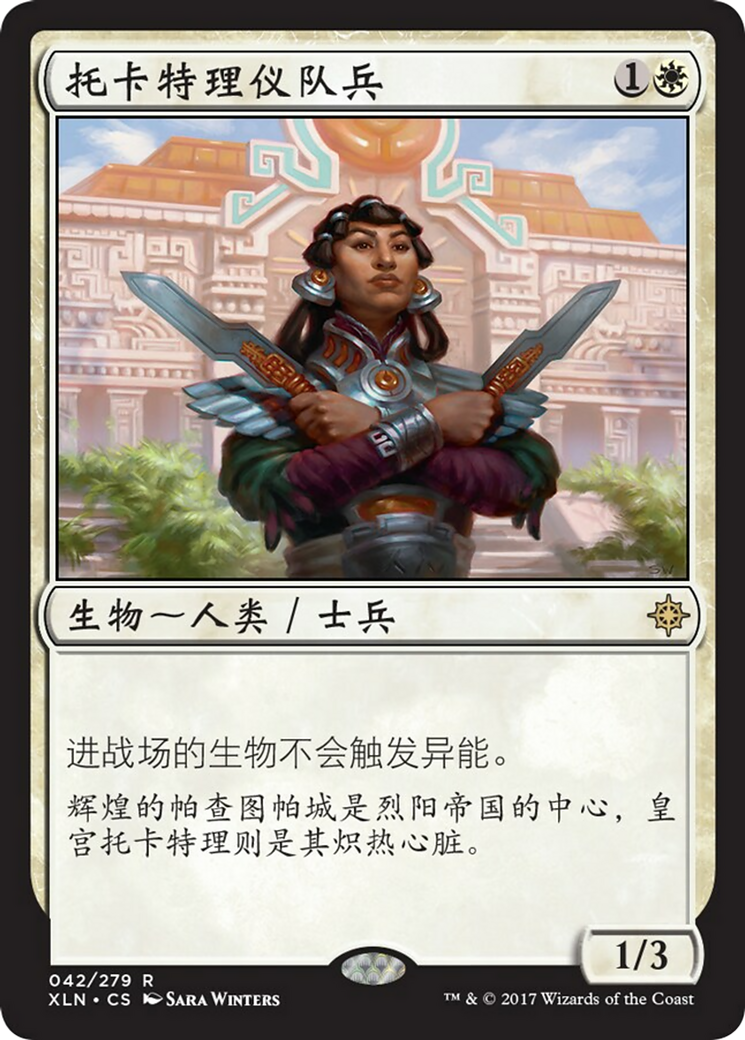 托卡特理仪队兵 1
SW
生物～人类／士兵
进战场的生物不会触发异能。
辉煌的帕查图帕城是烈阳帝国的中心，皇
宫托卡特理则是其炽热心脏。
1/3
042/279 R
XLN • CS SARA WINTERS
™ & © 2017 Wizards of the Coast